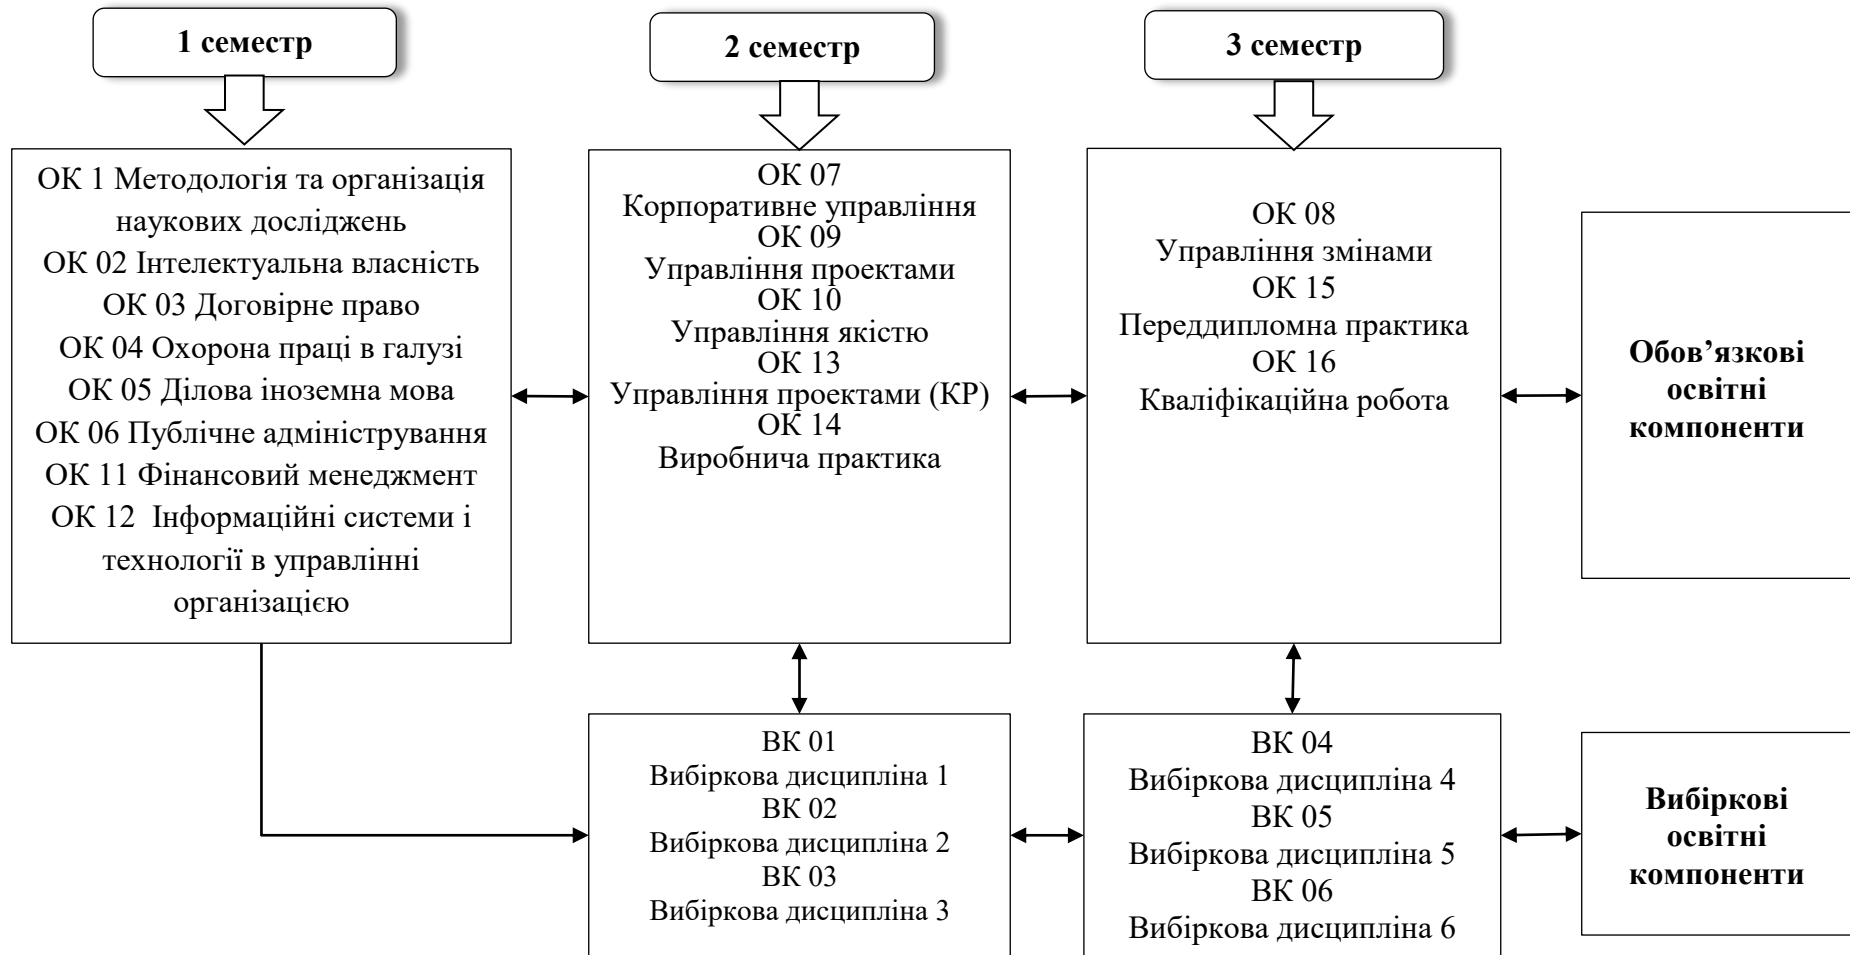 1 семестр
2 семестр
3 семестр
ОК 1 Методологія та організація
наукових досліджень
ОК 02 Інтелектуальна власність
ОК 03 Договірне право
ОК 04 Охорона праці в галузі
ОК 05 Ділова іноземна мова
ОК 06 Публічне адміністрування
ОК 11 Фінансовий менеджмент
ОК 12 Інформаційні системи і
технології в управлінні
організацією
ОК 07
Корпоративне управління
ОК 09
Управління проектами
ОК 10
Управління якістю
ОК 13
Управління проектами (КР)
ОК 14
Виробнича практика
ОК 08
Управління змінами
ОК 15
Переддипломна практика
ОК 16
Кваліфікаційна робота
Обов’язкові
освітні
компоненти
ВК 01
Вибіркова дисципліна 1
ВК 02
Вибіркова дисципліна 2
ВК 03
Вибіркова дисципліна 3
ВК 04
Вибіркова дисципліна 4
ВК 05
Вибіркова дисципліна 5
ВК 06
Вибіркова дисципліна 6
Вибіркові
освітні
компоненти